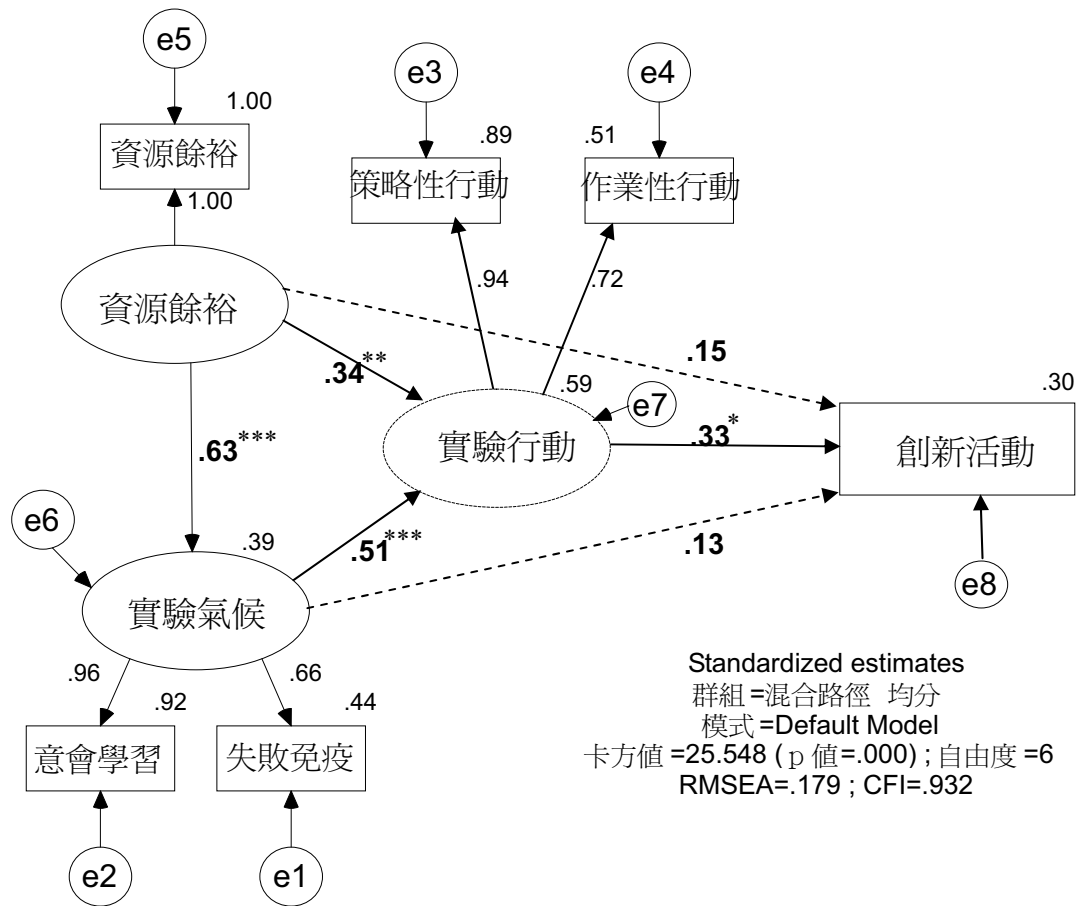 e5
1.00
資源餘裕
1.00
e3
.89
策略性行動
e4
.51
作業性行動
.94
.72
資源餘裕
.34**
.15
.63***
.59
e7
實驗行動
.33*
.30
創新活動
e8
e6
.39
.51***
.13
實驗氣候
.96
.92
.66
.44
意會學習
失敗免疫
e2
e1
Standardized estimates
群組=混合路徑 均分
模式=Default Model
卡方值=25.548 (p值=.000) ; 自由度=6
RMSEA=.179 ; CFI=.932